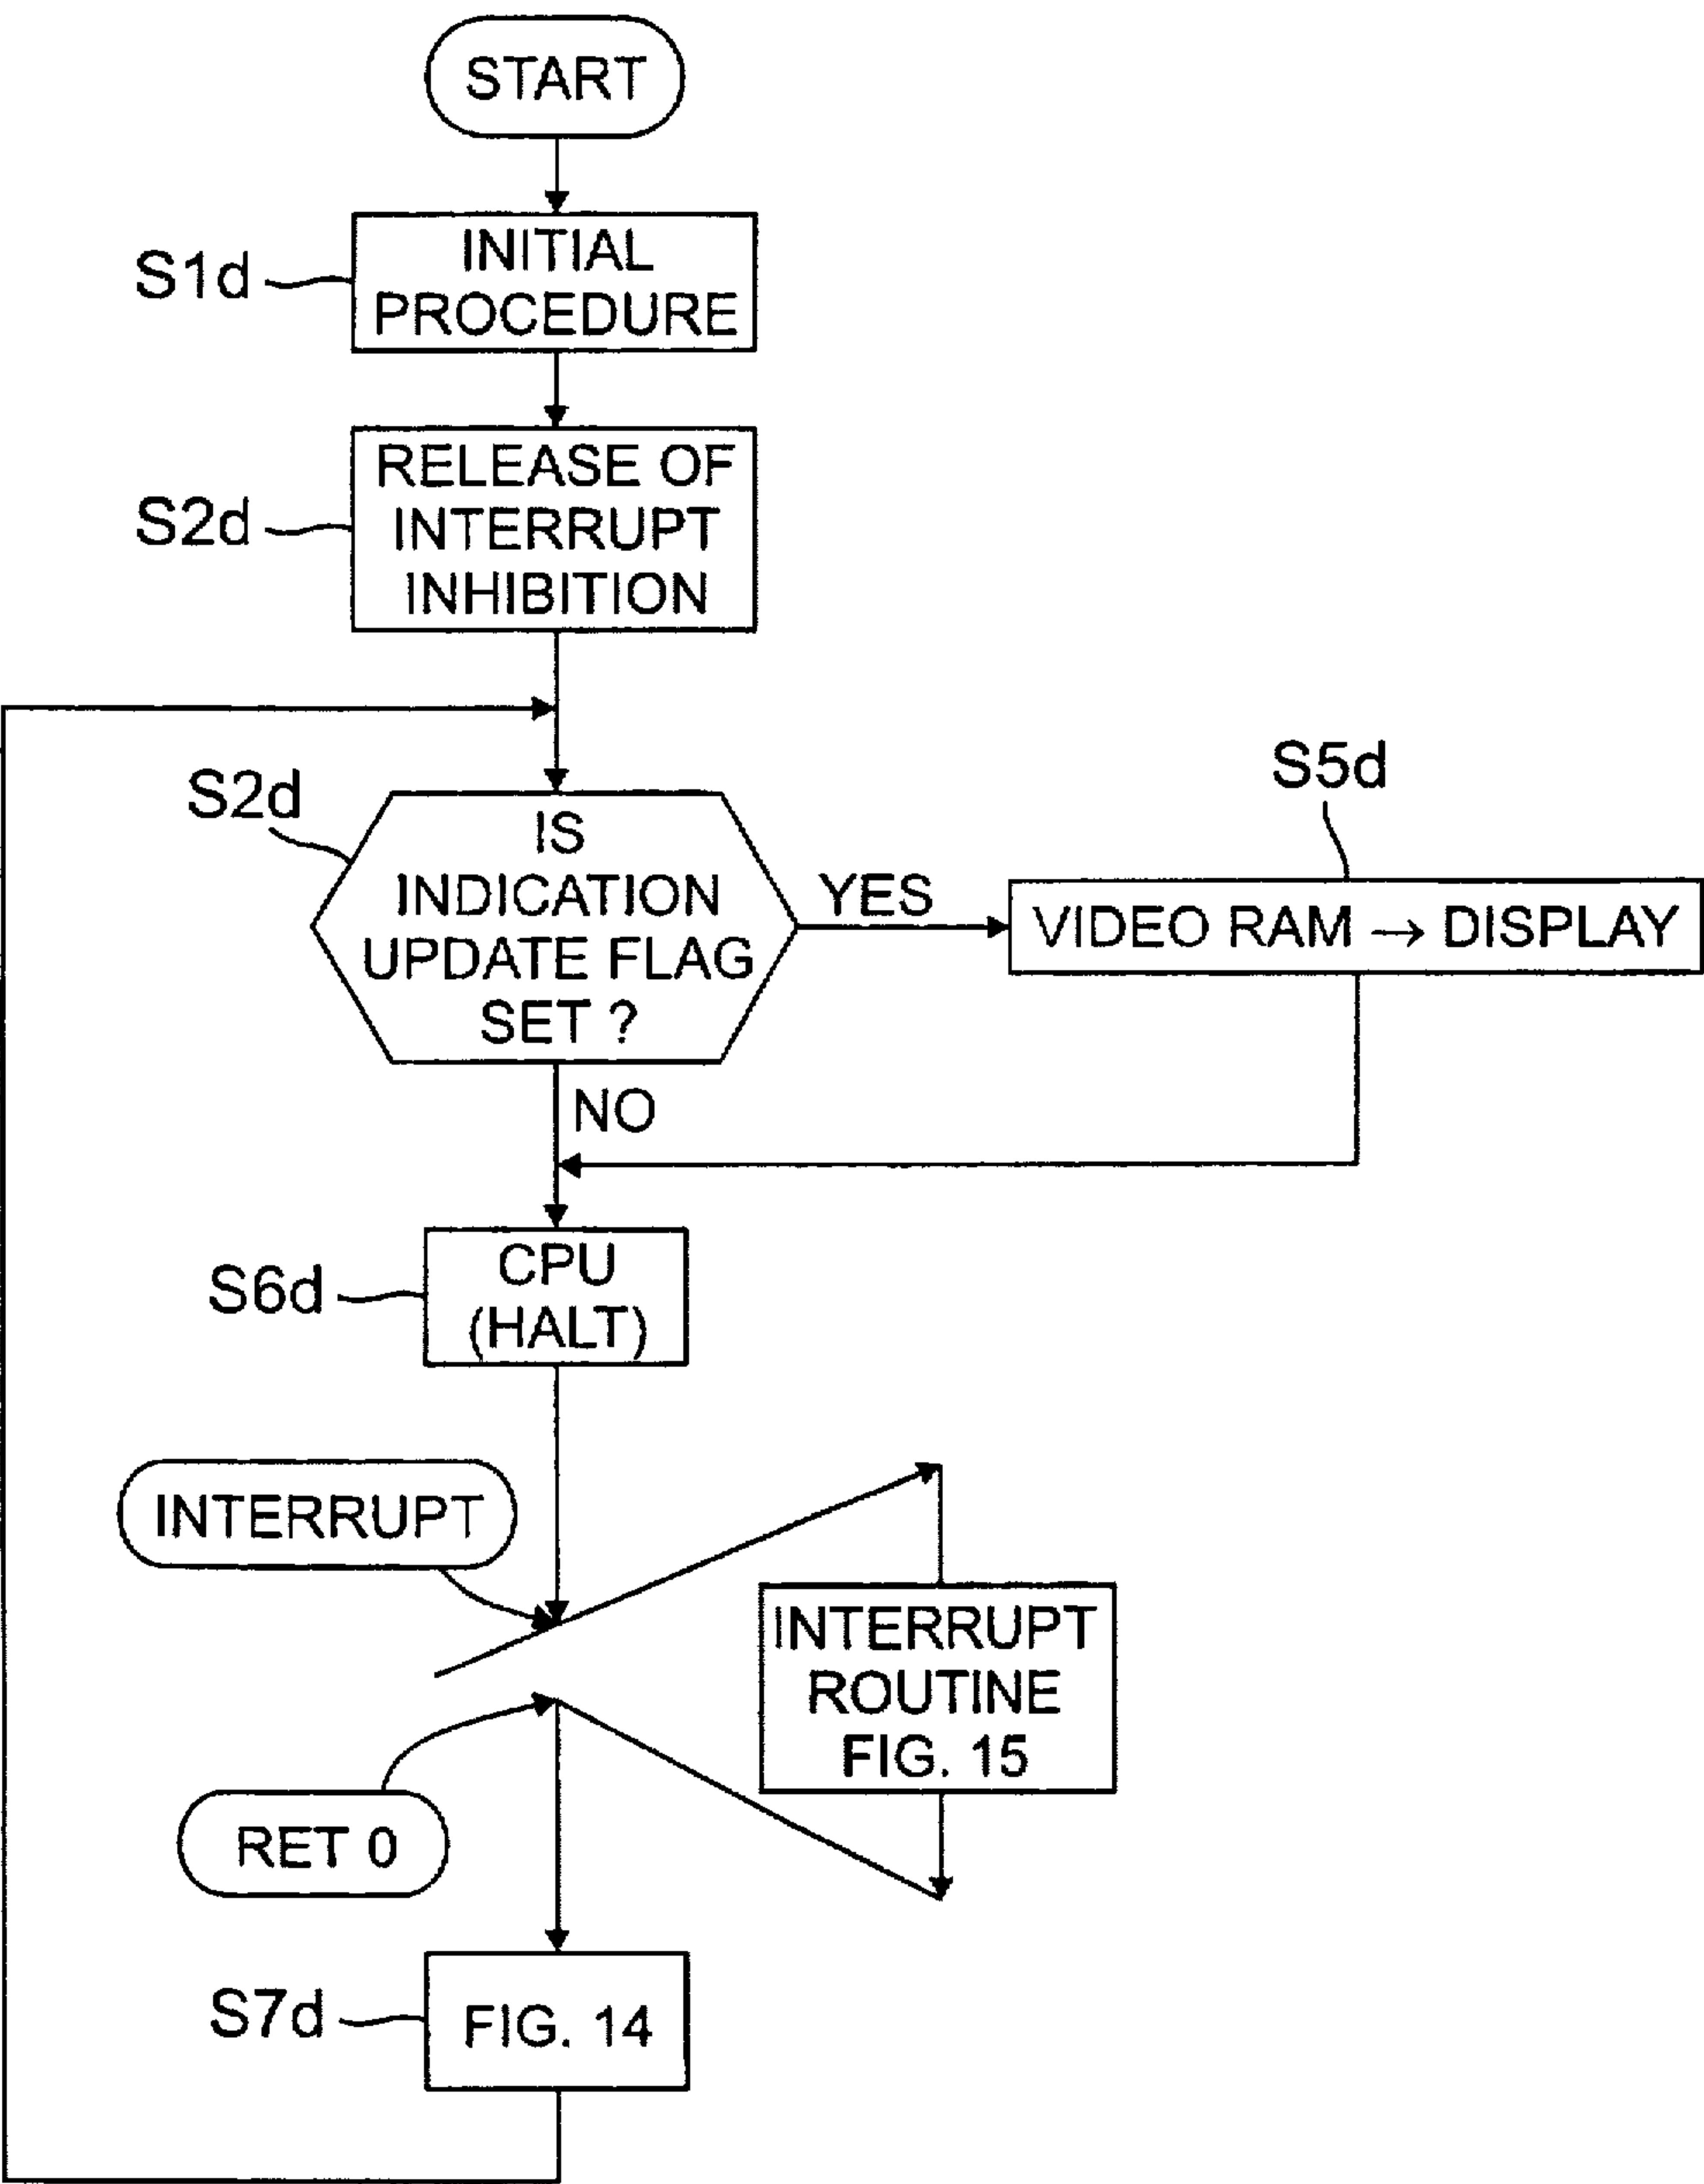 START
S1d
INITIAL
PROCEDURE
S2d
RELEASE OF
INTERRUPT
INHIBITION
S2d
IS
INDICATION
UPDATE FLAG
SET ?
YES
S5d
VIDEO RAM → DISPLAY
NO
S6d
CPU
(HALT)
INTERRUPT
INTERRUPT
ROUTINE
FIG. 15
RET 0
S7d
FIG. 14